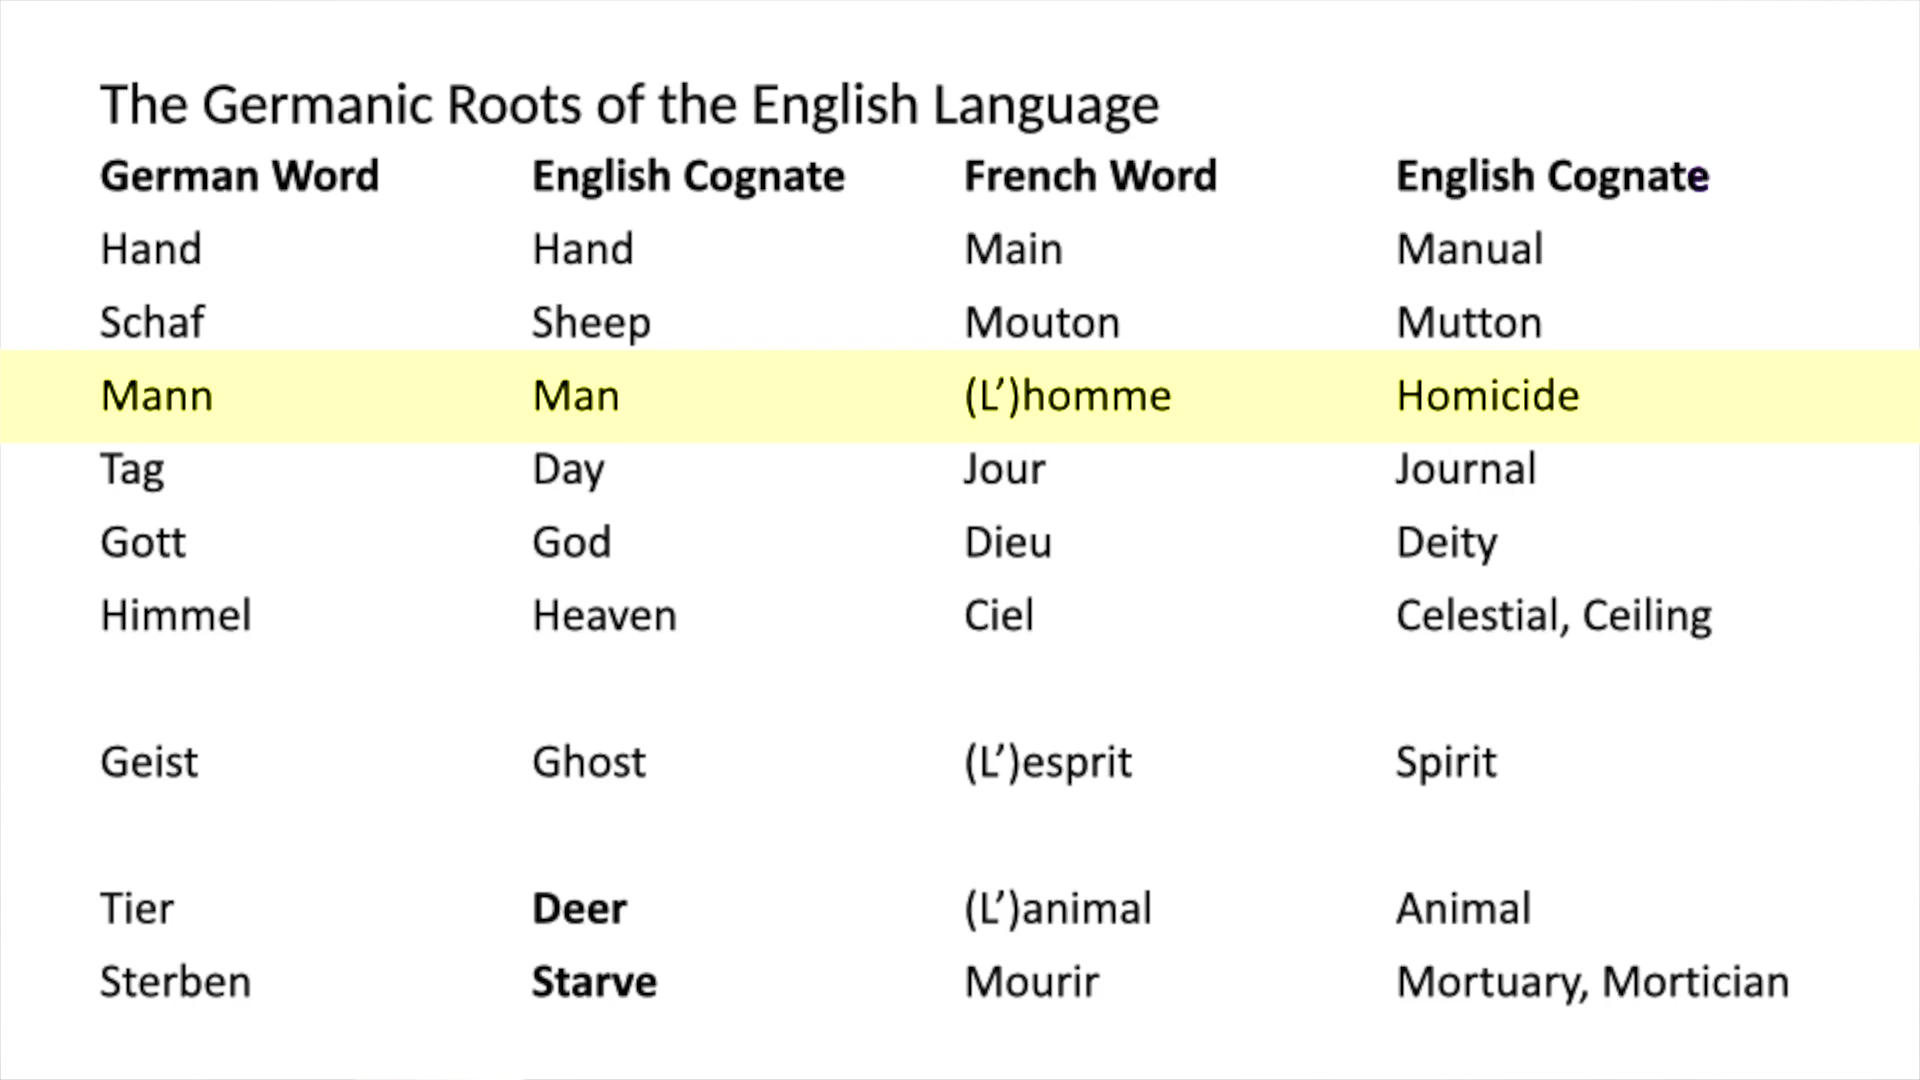 The Germanic Roots of the English Language
German Word English Cognate French Word English Cognate
Hand Hand Main Manual
Schaf Sheep Mouton Mutton
Mann Man (L’)homme Homicide
Tag Day Jour Journal
Gott God Dieu Deity
Himmel Heaven Ciel Celestial, Ceiling
Geist Ghost (L’)esprit Spirit
Tier Deer (L’)animal Animal
Sterben Starve Mourir Mortuary, Mortician